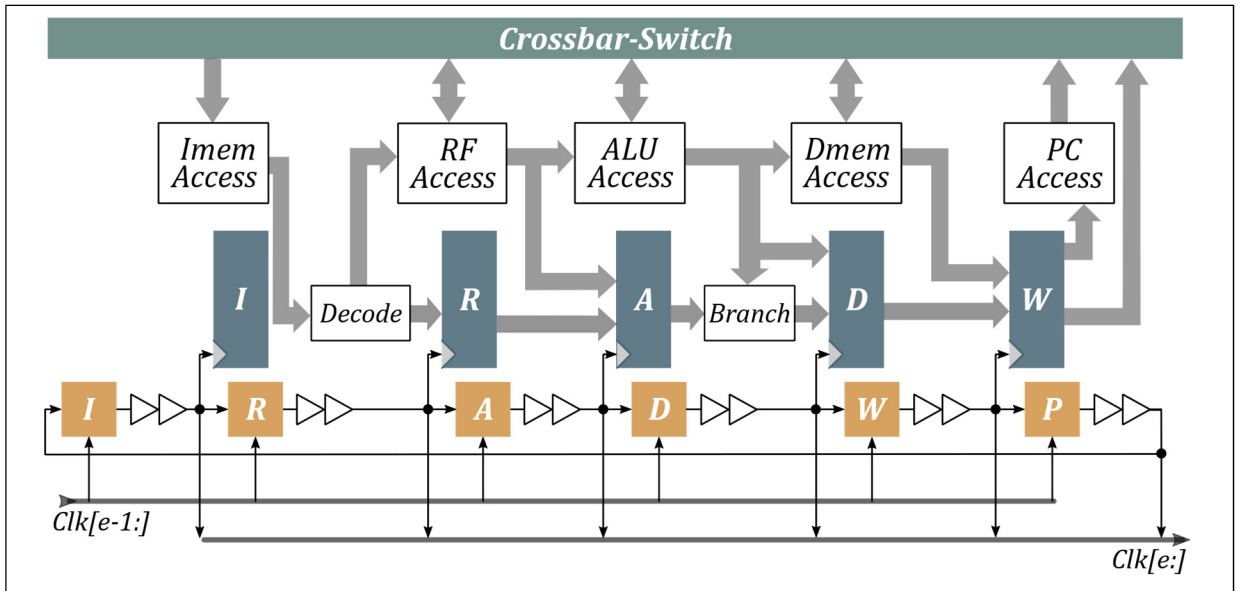 Crossbar-Switch
Imem
Access
RF
Access
ALU
Access
Dmem
Access
PC
Access
I
Decode
R
A
Branch
D
W
I
R
A
D
W
P
Clk[e-1:]
Clk[e:]